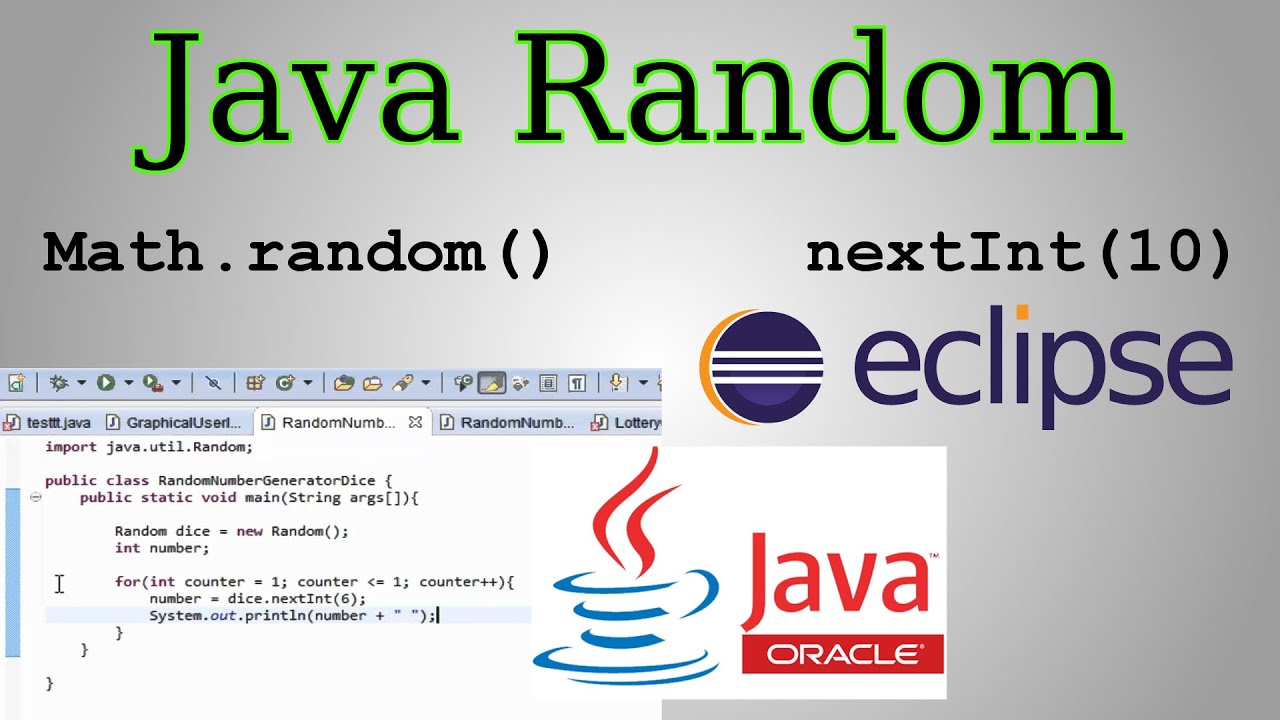 Java Random
Math.random()
nextInt(10)
eclipse
testtt.java
GraphicalUserI...
RandomNumb...
RandomNumb...
Lottery
import java.util.Random;
public class RandomNumberGeneratorDice {
public static void main(String args[]){
Random dice = new Random();
int number;
for(int counter = 1; counter <= 1; counter++){
number = dice.nextInt(6);
System.out.println(number + " ");
}
}
}
Java™
ORACLE®